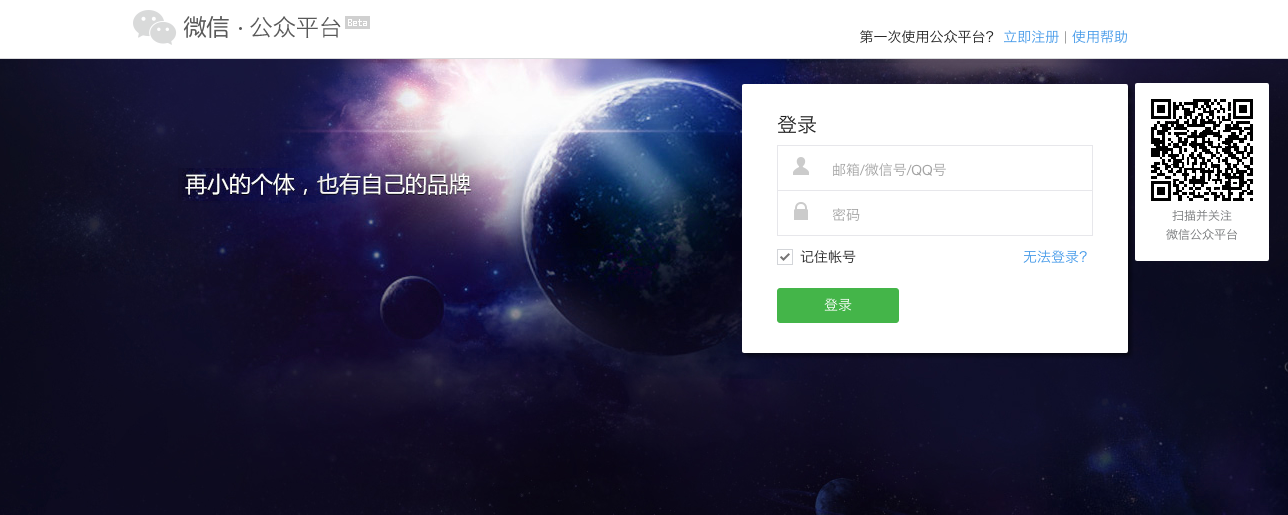 微信·公众平台 Beta
第一次使用公众平台? 立即注册 | 使用帮助
再小的个体，也有自己的品牌
登录
邮箱/微信号/QQ号
密码
记住帐号 无法登录?
登录
扫描并关注
微信公众平台